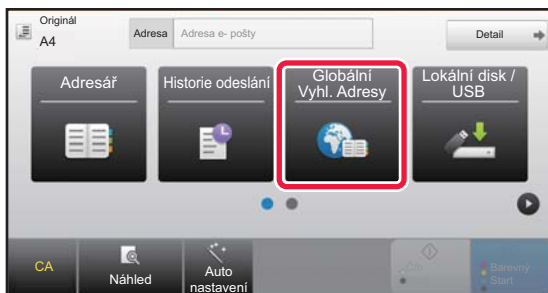 Originál
A4
Adresa
Adresa e- pošty
Detail
Adresář
Historie odeslání
Globální
Vyhl. Adresy
Lokální disk /
USB
CA
Náhled
Auto
nastavení
Barevný
Start